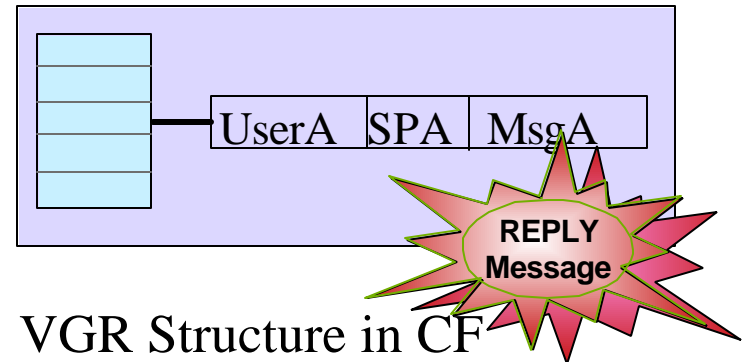 UserA SPA MsgA
REPLY
Message
VGR Structure in CF